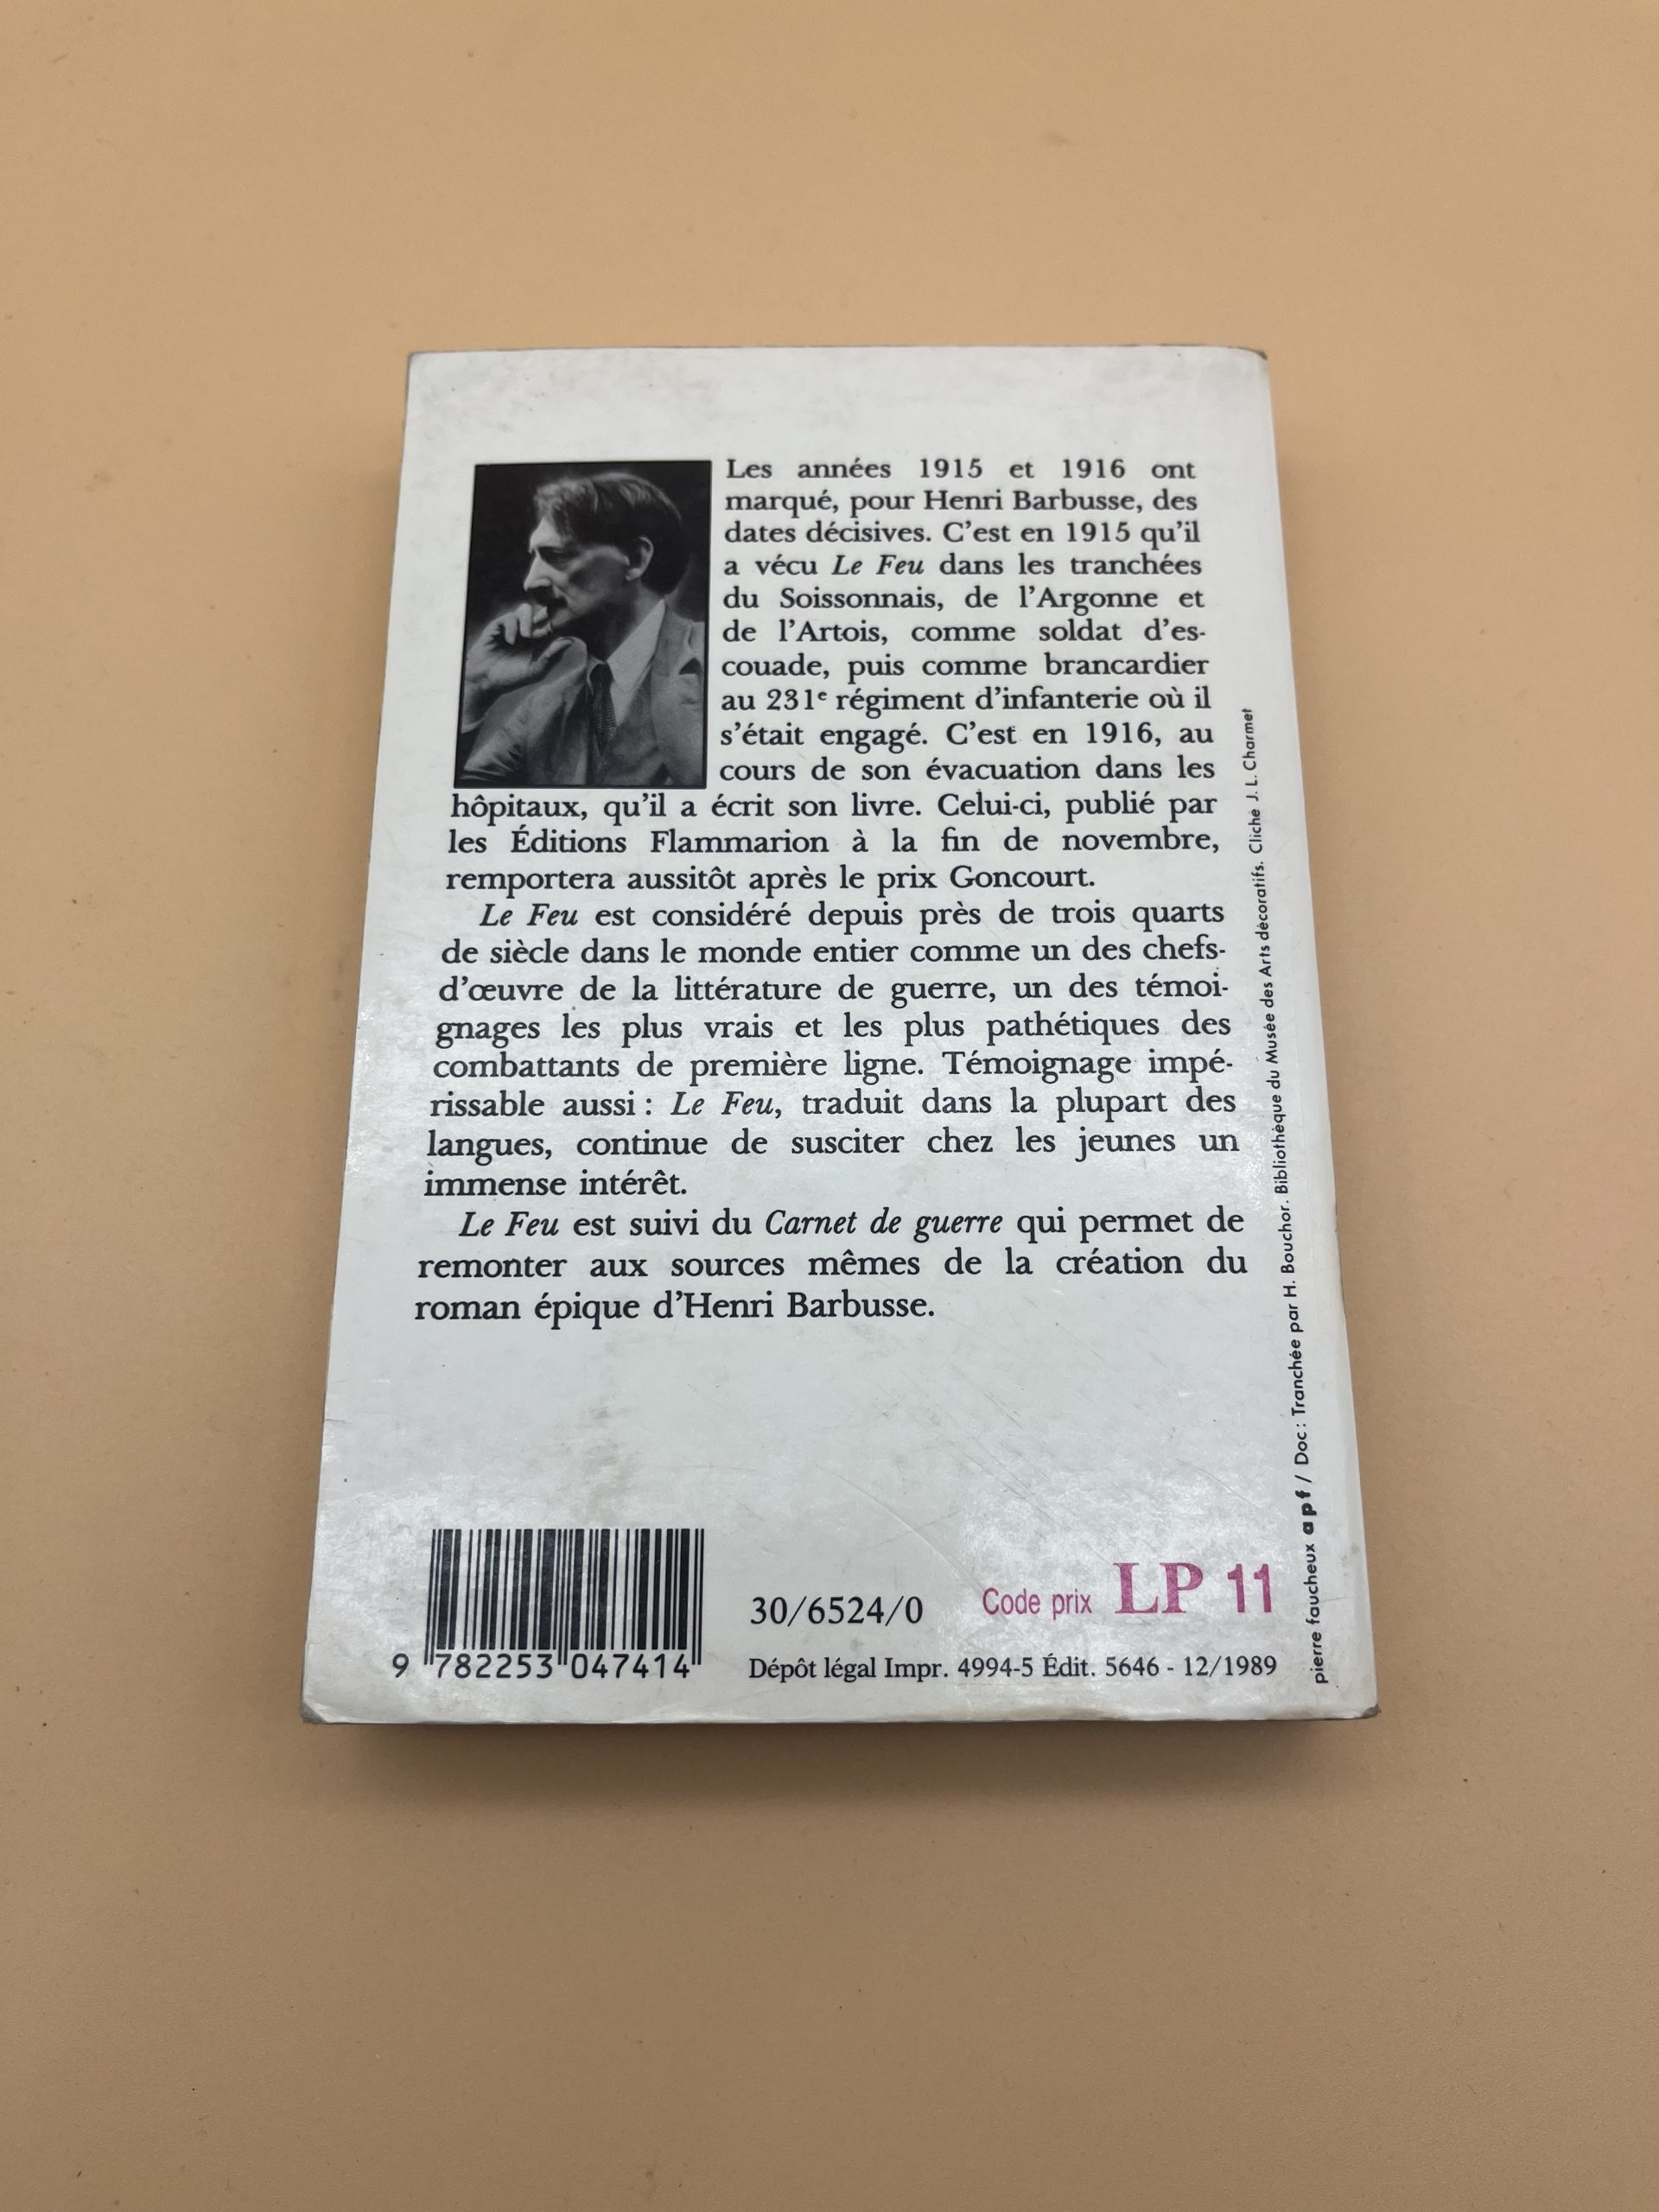 Les années 1915 et 1916 ont
marqué, pour Henri Barbusse, des
dates décisives. C'est en 1915 qu'il
a vécu Le Feu dans les tranchées
du Soissonnais, de l'Argonne et
de l'Artois, comme soldat d'es-
couade, puis comme brancardier
au 231e régiment d'infanterie où il
s'était engagé. C'est en 1916, au
cours de son évacuation dans les
hôpitaux, qu'il a écrit son livre. Celui-ci, publié par
les Éditions Flammarion à la fin de novembre,
remportera aussitôt après le prix Goncourt.
Le Feu est considéré depuis près de trois quarts
de siècle dans le monde entier comme un des chefs-
d'œuvre de la littérature de guerre, un des témoi-
gnages les plus vrais et les plus pathétiques des
combattants de première ligne. Témoignage impé-
rissable aussi : Le Feu, traduit dans la plupart des
langues, continue de susciter chez les jeunes un
immense intérêt.
Le Feu est suivi du Carnet de guerre qui permet de
remonter aux sources mêmes de la création du
roman épique d'Henri Barbusse.
pierre faucheux apf / Doc : Tranchée par H. Bouchor. Bibliothèque du Musée des Arts décoratifs. Cliché J. L. Charmet
9 782253 047414
30/6524/0
Code prix LP 11
Dépôt légal Impr. 4994-5 Édit. 5646 - 12/1989